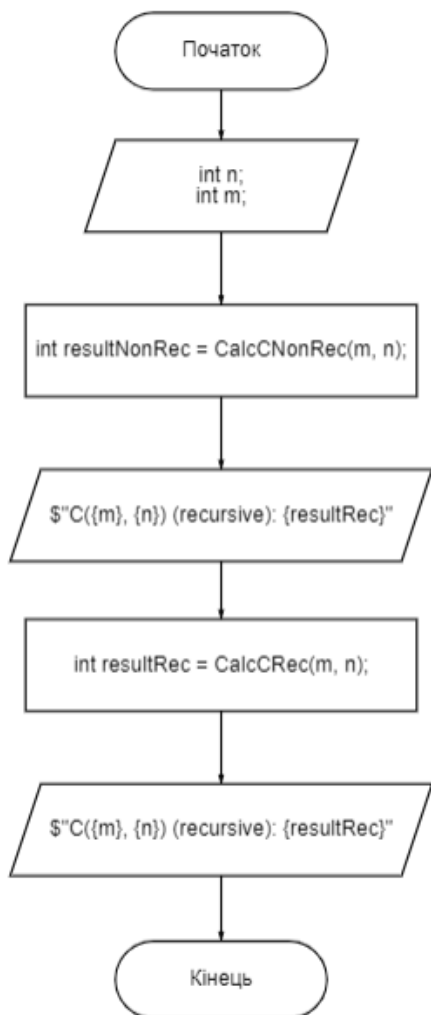 Початок
int n;
int m;
int resultNonRec = CalcCNonRec(m, n);
$"C({m}, {n}) (recursive): {resultRec}"
int resultRec = CalcCRec(m, n);
$"C({m}, {n}) (recursive): {resultRec}"
Кінець